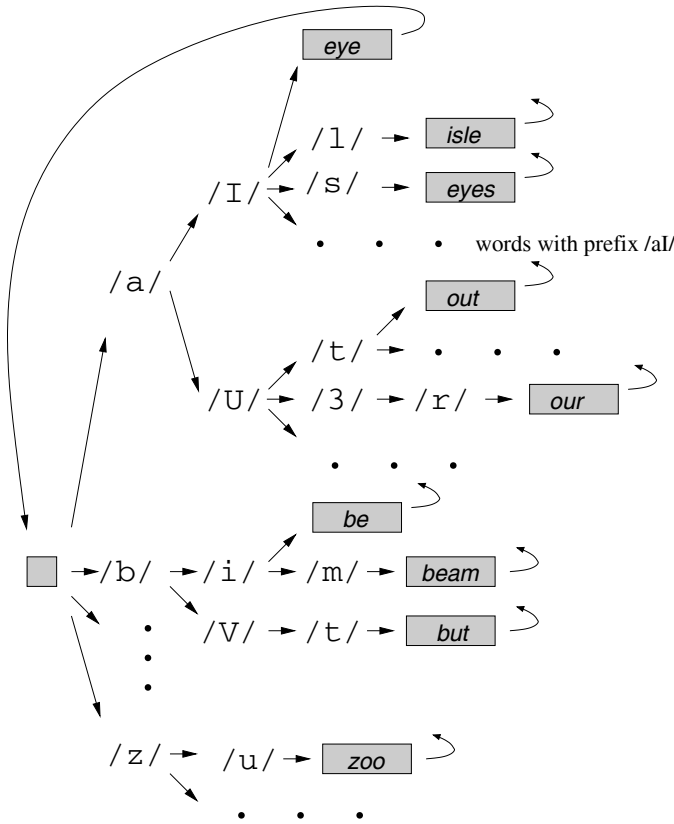 eye
/l/ isle
/I/ /s/ eyes
words with prefix /aI/
/a/
out
/t/
/U/ /3/ /r/ our
be
/b/ /i/ /m/ beam
/V/ /t/ but
/z/ /u/ zoo